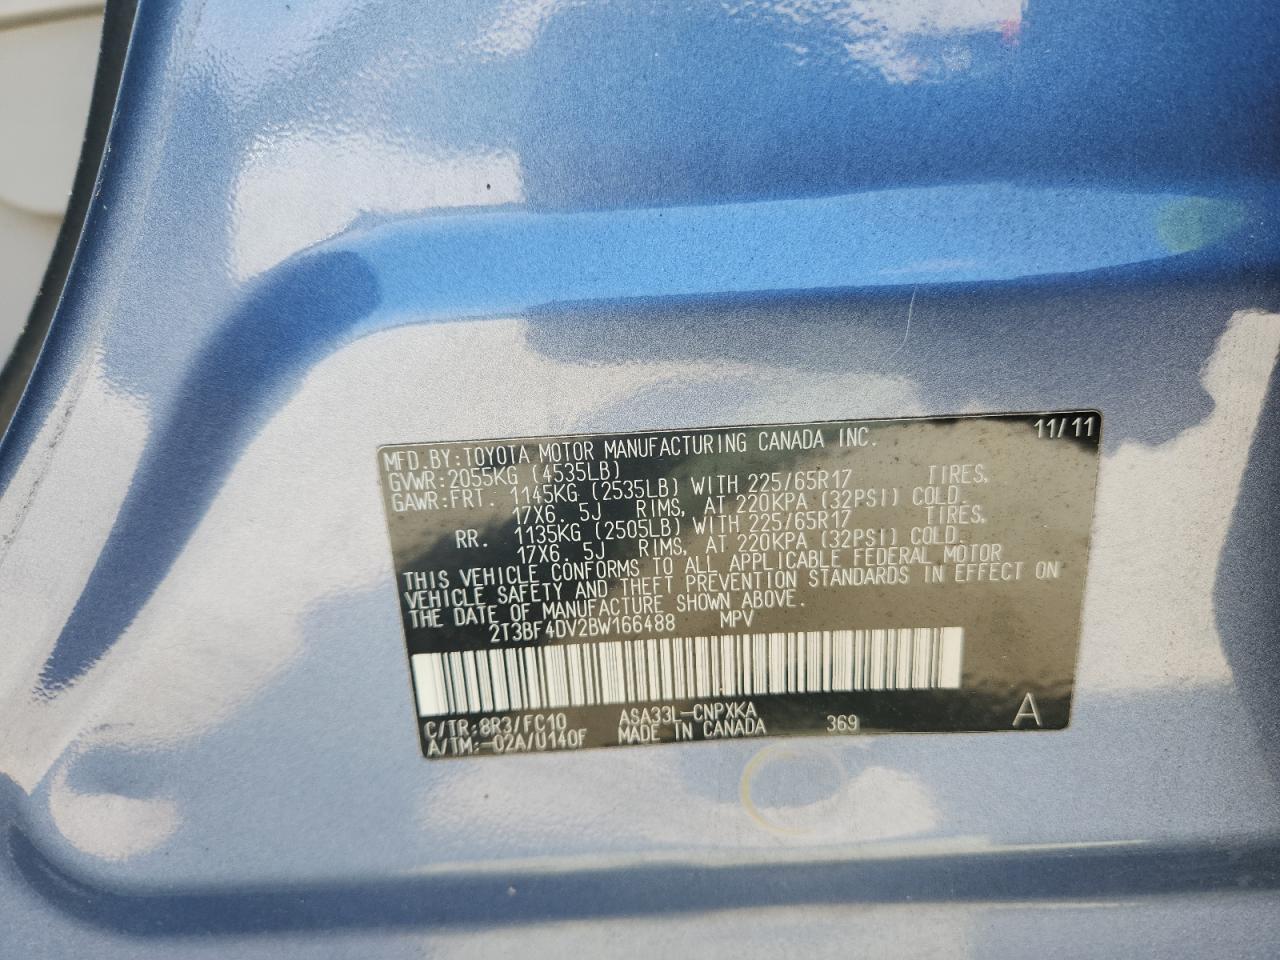 MFD.BY:TOYOTA MOTOR MANUFACTURING CANADA INC. 11/11
GVWR:2055KG (4535LB)
GAWR:FRT. 1145KG (2535LB) WITH 225/65R17 TIRES,
17X6. 5J RIMS, AT 220KPA (32PSI) COLD.
RR. 1135KG (2505LB) WITH 225/65R17 TIRES,
17X6. 5J RIMS, AT 220KPA (32PSI) COLD.
THIS VEHICLE CONFORMS TO ALL APPLICABLE FEDERAL MOTOR
VEHICLE SAFETY AND THEFT PREVENTION STANDARDS IN EFFECT ON
THE DATE OF MANUFACTURE SHOWN ABOVE.
2T3BF4DV2BW166488 MPV
C/TR:8R3/FC10 ASA33L-CNPXKA 369 A
A/TM:-02A/U140F MADE IN CANADA